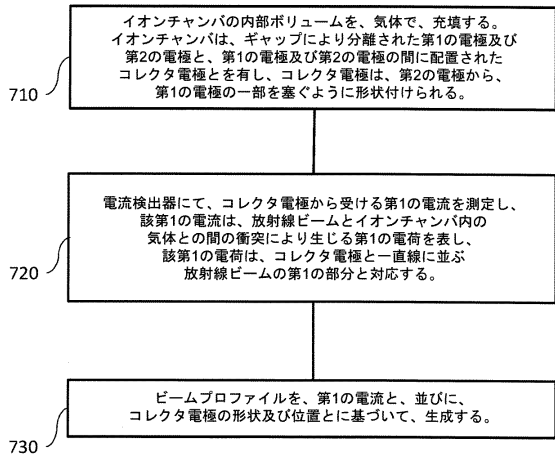 イオンチャンバの内部ボリュームを、気体で、充填する。
イオンチャンバは、ギャップにより分離された第1の電極及び
第2の電極と、第1の電極及び第2の電極の間に配置された
コレクタ電極とを有し、コレクタ電極は、第2の電極から、
第1の電極の一部を塞ぐように形状付けられる。
710
電流検出器にて、コレクタ電極から受ける第1の電流を測定し、
該第1の電流は、放射線ビームとイオンチャンバ内の
気体との間の衝突により生じる第1の電荷を表し、
該第1の電荷は、コレクタ電極と一直線に並ぶ
放射線ビームの第1の部分と対応する。
720
ビームプロファイルを、第1の電流と、並びに、
コレクタ電極の形状及び位置とに基づいて、生成する。
730